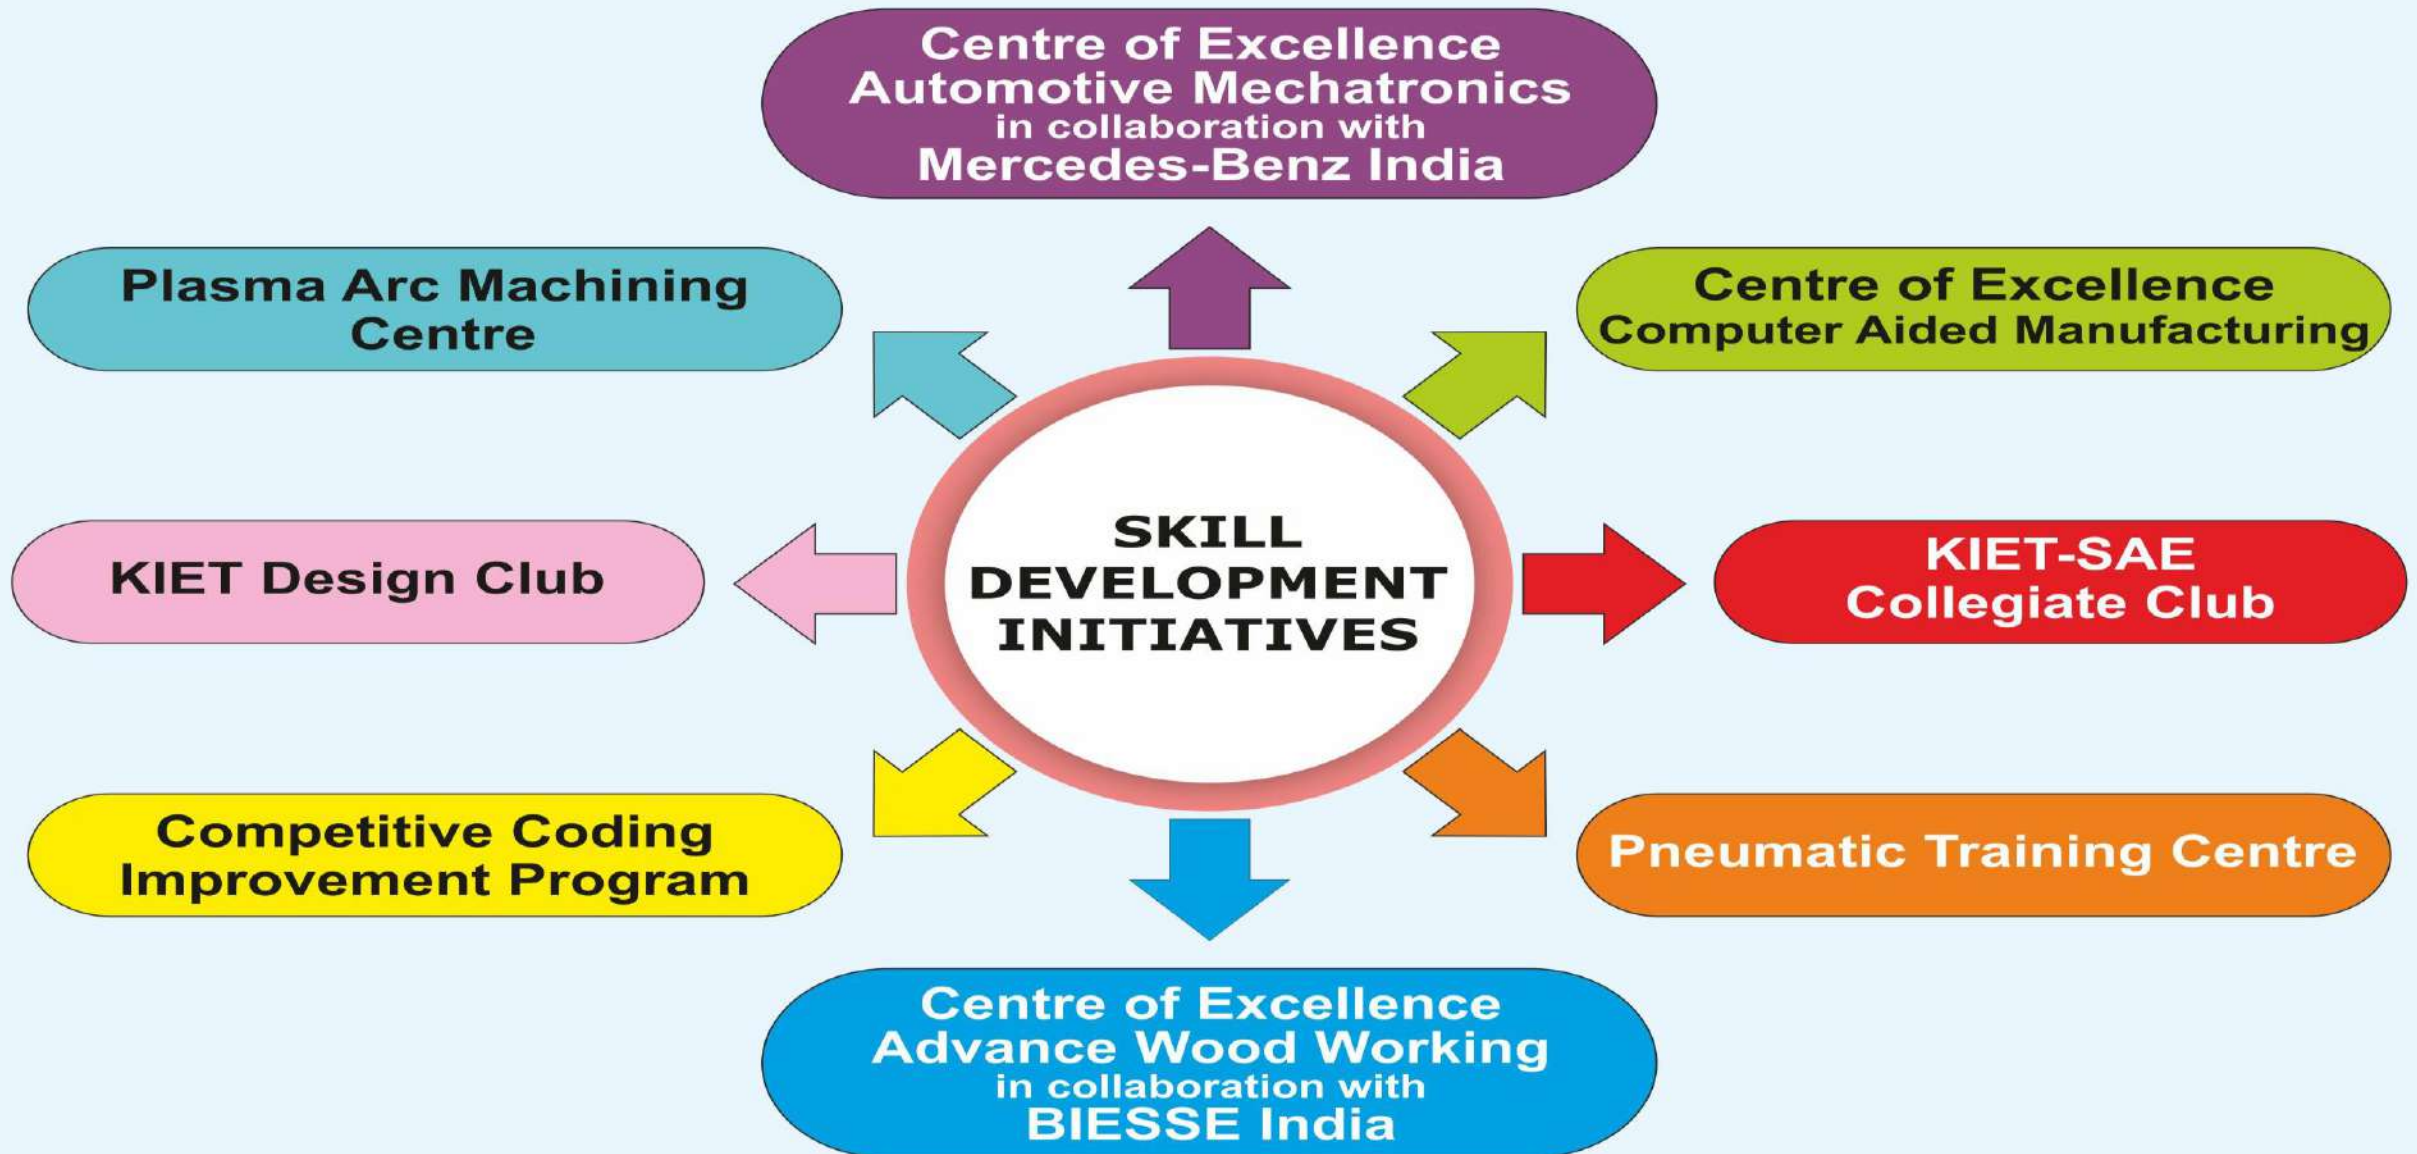 Centre of Excellence
Automotive Mechatronics
in collaboration with
Mercedes-Benz India
Plasma Arc Machining
Centre
Centre of Excellence
Computer Aided Manufacturing
KIET Design Club
SKILL
DEVELOPMENT
INITIATIVES
KIET-SAE
Collegiate Club
Competitive Coding
Improvement Program
Pneumatic Training Centre
Centre of Excellence
Advance Wood Working
in collaboration with
BIESSE India